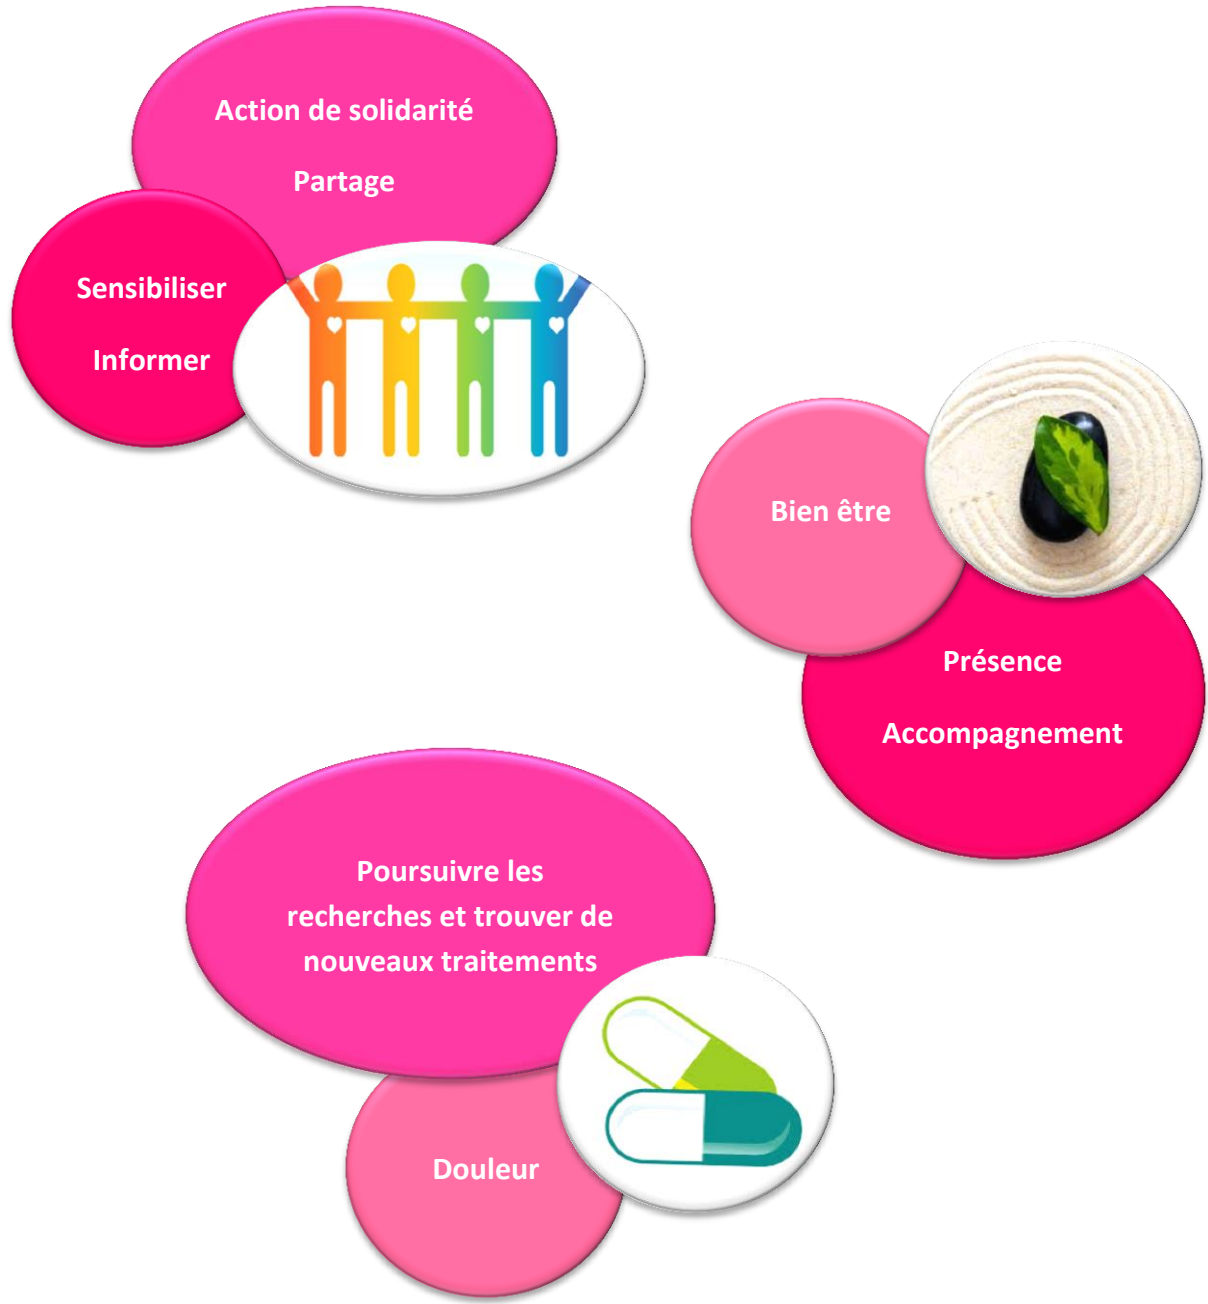 Action de solidarité
Partage
Sensibiliser
Informer
Bien être
Présence
Accompagnement
Poursuivre les
recherches et trouver de
nouveaux traitements
Douleur